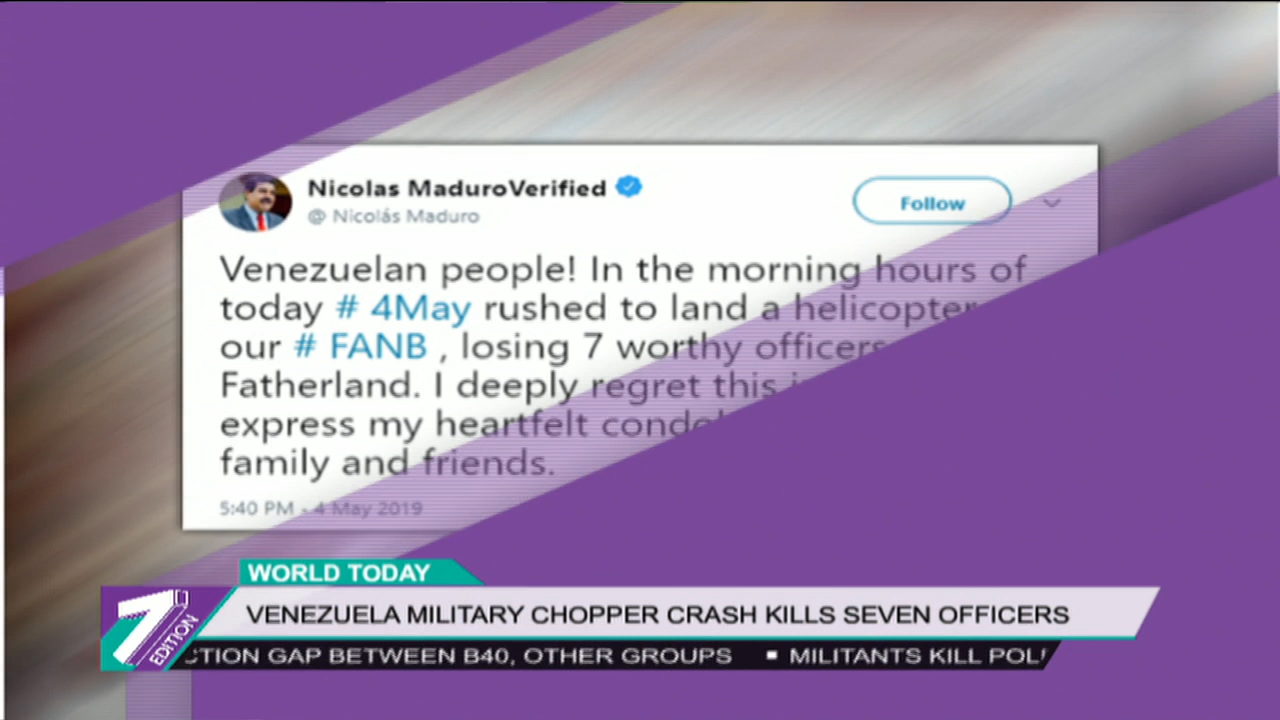 Nicolas MaduroVerified
@ Nicolás Maduro
Follow
Venezuelan people! In the morning hours of
today # 4May rushed to land a helicopter
our # FANB , losing 7 worthy officers
Fatherland. I deeply regret this
express my heartfelt
family and friends.
5:40 PM - 4 May 2019
WORLD TODAY
VENEZUELA MILITARY CHOPPER CRASH KILLS SEVEN OFFICERS
7 EDITION
GAP BETWEEN B40, OTHER GROUPS ▪ MILITANTS KILL